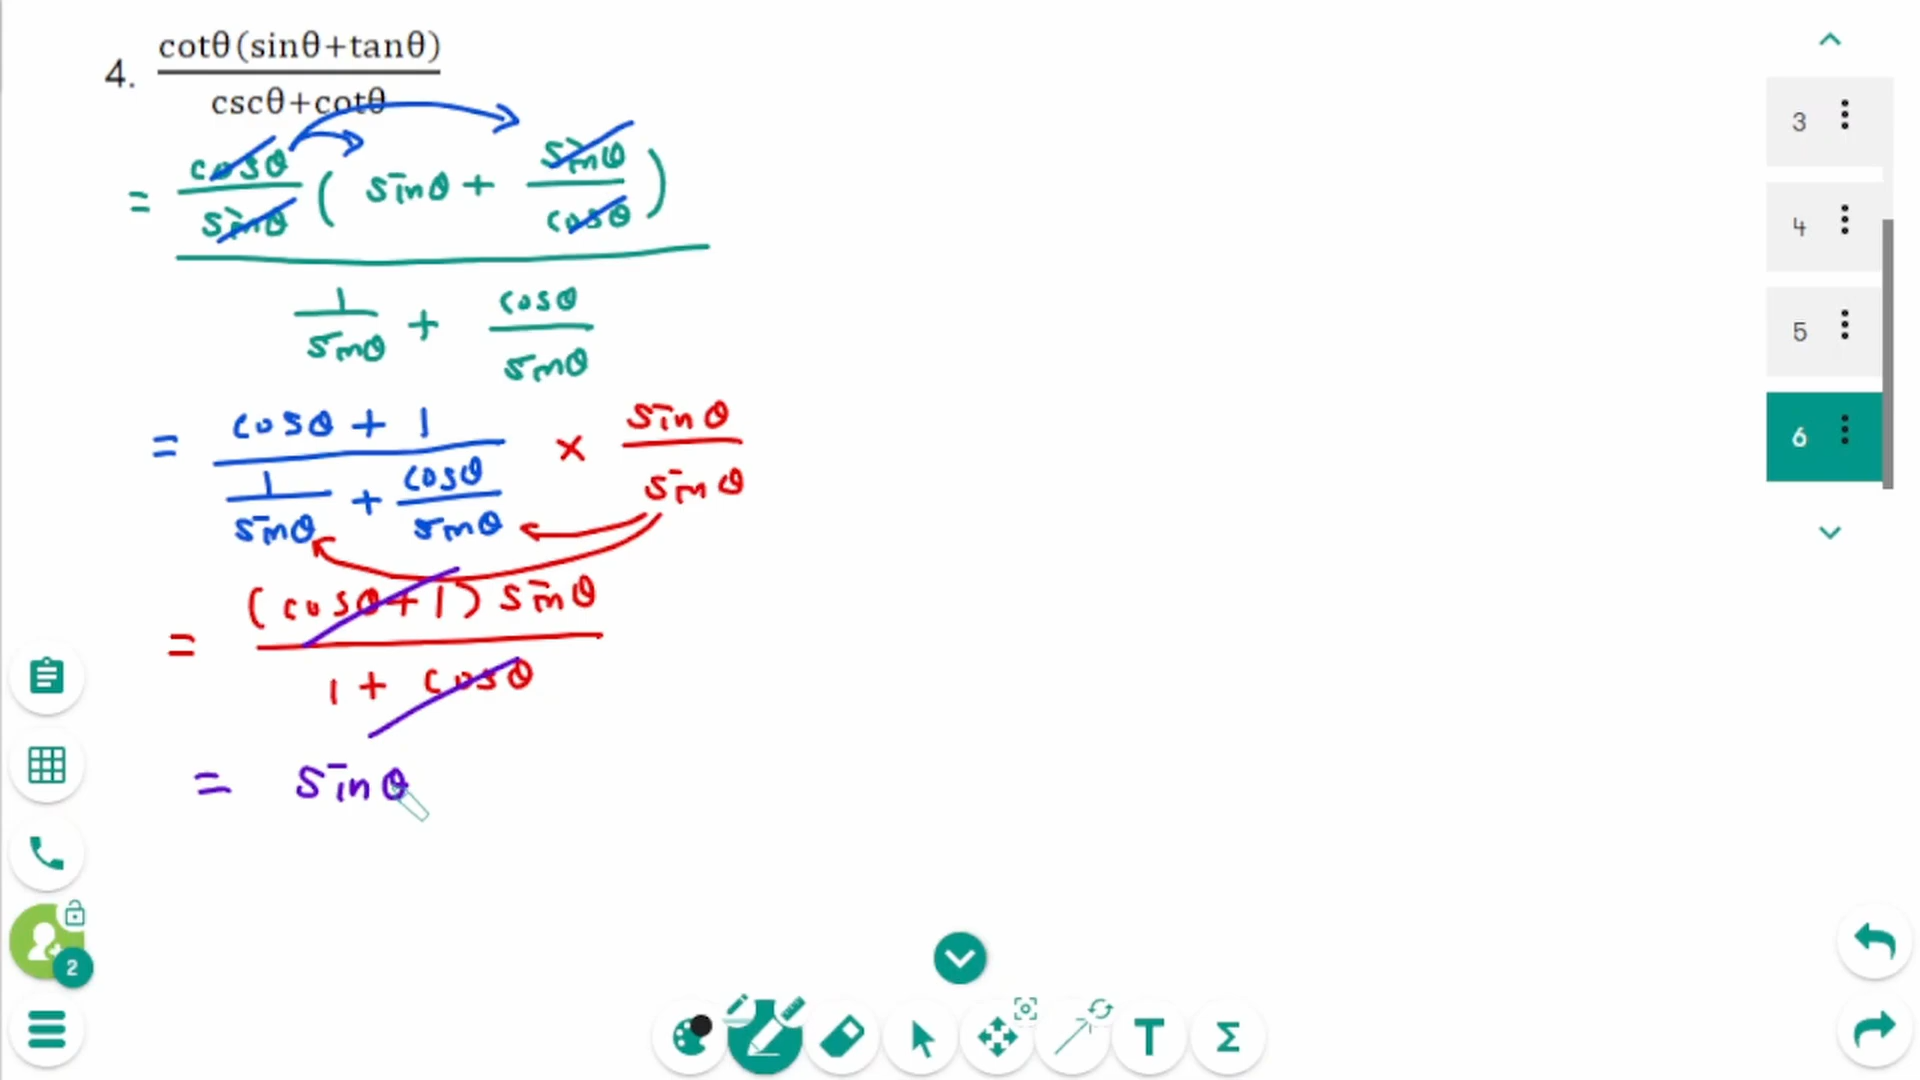 4. cotθ(sinθ+tanθ)
cscθ+cotθ
= cosθ/sinθ ( sinθ + sinθ/cosθ )
1/sinθ + cosθ/sinθ
= cosθ + 1 × sinθ
1/sinθ + cosθ/sinθ sinθ
= (cosθ+1) sinθ
1 + cosθ
= sinθ
3
4
5
6
2
T
Σ